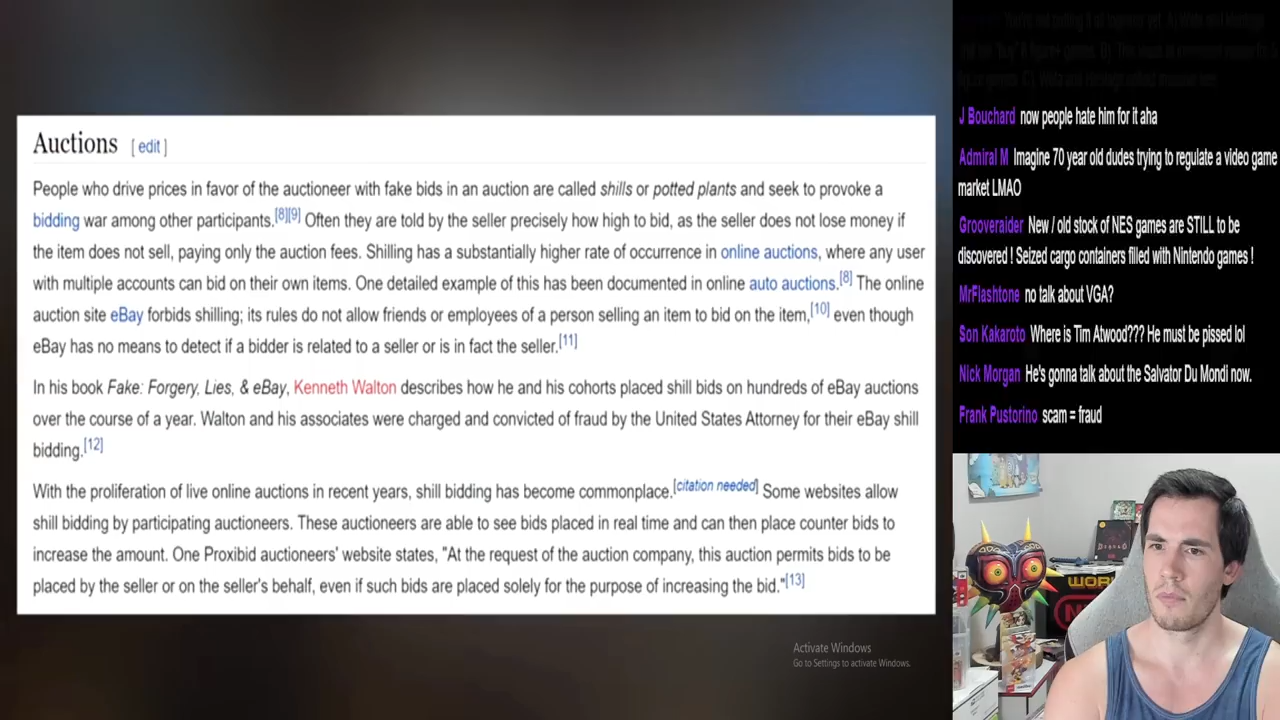 Auctions [ edit ]
People who drive prices in favor of the auctioneer with fake bids in an auction are called shills or potted plants and seek to provoke a
bidding war among other participants.[8][9] Often they are told by the seller precisely how high to bid, as the seller does not lose money if
the item does not sell, paying only the auction fees. Shilling has a substantially higher rate of occurrence in online auctions, where any user
with multiple accounts can bid on their own items. One detailed example of this has been documented in online auto auctions.[8] The online
auction site eBay forbids shilling; its rules do not allow friends or employees of a person selling an item to bid on the item,[10] even though
eBay has no means to detect if a bidder is related to a seller or is in fact the seller.[11]
In his book Fake: Forgery, Lies, & eBay, Kenneth Walton describes how he and his cohorts placed shill bids on hundreds of eBay auctions
over the course of a year. Walton and his associates were charged and convicted of fraud by the United States Attorney for their eBay shill
bidding.[12]
With the proliferation of live online auctions in recent years, shill bidding has become commonplace.[citation needed] Some websites allow
shill bidding by participating auctioneers. These auctioneers are able to see bids placed in real time and can then place counter bids to
increase the amount. One Proxibid auctioneers' website states, "At the request of the auction company, this auction permits bids to be
placed by the seller or on the seller's behalf, even if such bids are placed solely for the purpose of increasing the bid."[13]
Activate Windows
Go to Settings to activate Windows.
J Bouchard now people hate him for it aha
Admiral M Imagine 70 year old dudes trying to regulate a video game
market LMAO
Grooveraider New / old stock of NES games are STILL to be
discovered ! Seized cargo containers filled with Nintendo games !
MrFlashtone no talk about VGA?
Son Kakaroto Where is Tim Atwood??? He must be pissed lol
Nick Morgan He's gonna talk about the Salvator Du Mondi now.
Frank Pustorino scam = fraud
WORL